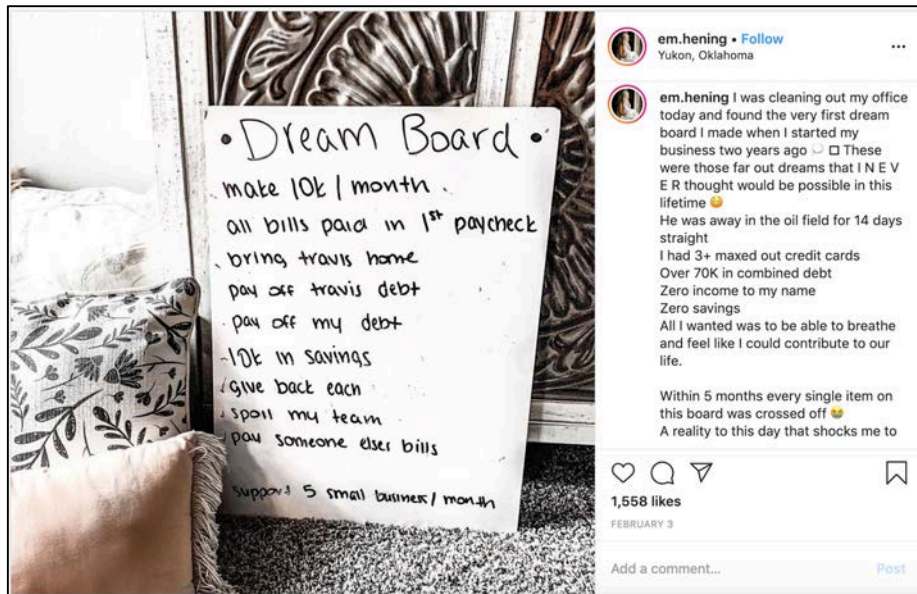 Dream Board
make 10k / month
all bills paid in 1st paycheck
bring travis home
pay off travis debt
pay off my debt
10k in savings
give back each
spoil my team
pay someone elses bills
support 5 small business / month
em.hening • Follow
Yukon, Oklahoma
em.hening I was cleaning out my office
today and found the very first dream
board I made when I started my
business two years ago 💭 □ These
were those far out dreams that I N E V
E R thought would be possible in this
lifetime 😳
He was away in the oil field for 14 days
straight
I had 3+ maxed out credit cards
Over 70K in combined debt
Zero income to my name
Zero savings
All I wanted was to be able to breathe
and feel like I could contribute to our
life.
Within 5 months every single item on
this board was crossed off 😭
A reality to this day that shocks me to
1,558 likes
FEBRUARY 3
Add a comment...
Post